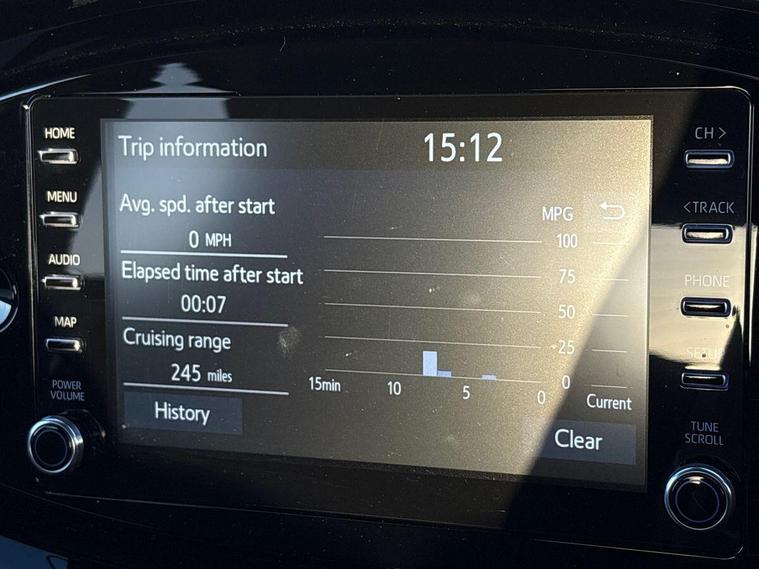 HOME
MENU
AUDIO
MAP
POWER
VOLUME
Trip information
15:12
Avg. spd. after start
0 MPH
Elapsed time after start
00:07
Cruising range
245 miles
History
MPG
100
75
50
25
0
15min 10 5 0 Current
Clear
CH >
< TRACK
PHONE
SETUP
TUNE
SCROLL